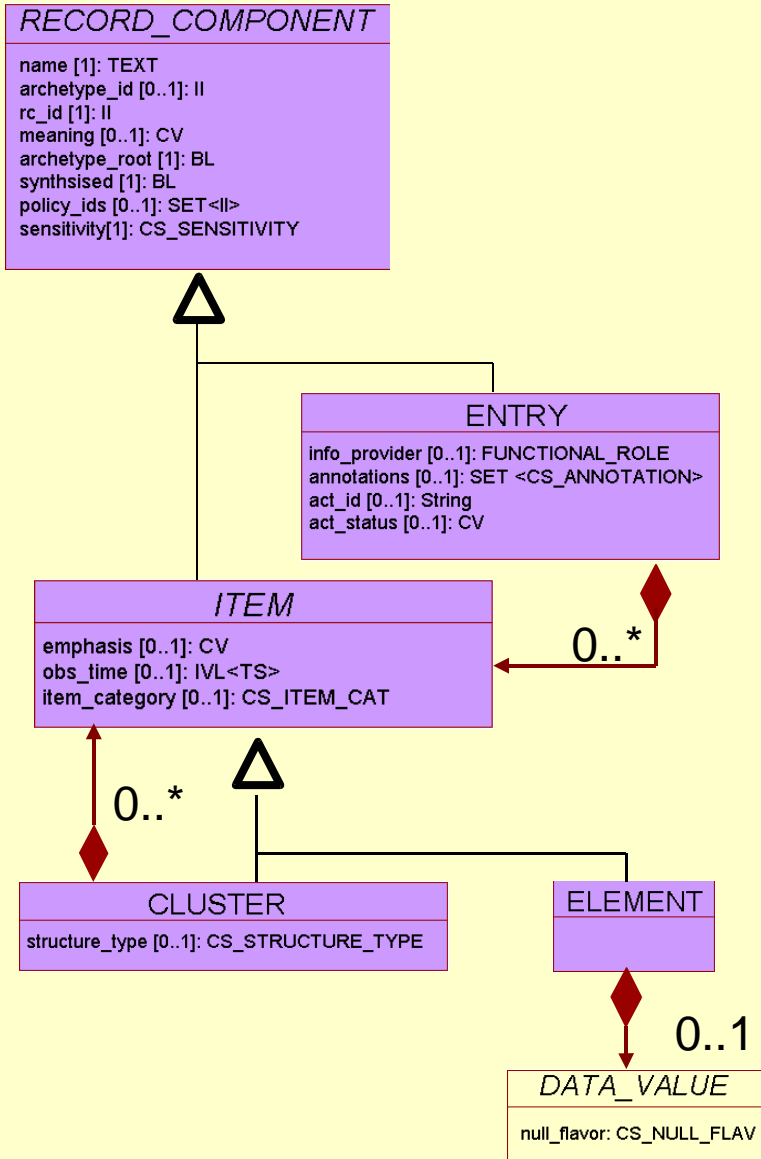 RECORD_COMPONENT
name [1]: TEXT
archetype_id [0..1]: II
rc_id [1]: II
meaning [0..1]: CV
archetype_root [1]: BL
synthsised [1]: BL
policy_ids [0..1]: SET<II>
sensitivity[1]: CS_SENSITIVITY
ENTRY
info_provider [0..1]: FUNCTIONAL_ROLE
annotations [0..1]: SET <CS_ANNOTATION>
act_id [0..1]: String
act_status [0..1]: CV
ITEM
emphasis [0..1]: CV
obs_time [0..1]: IVL<TS>
item_category [0..1]: CS_ITEM_CAT
0..*
0..*
CLUSTER
structure_type [0..1]: CS_STRUCTURE_TYPE
ELEMENT
0..1
DATA_VALUE
null_flavor: CS_NULL_FLAV